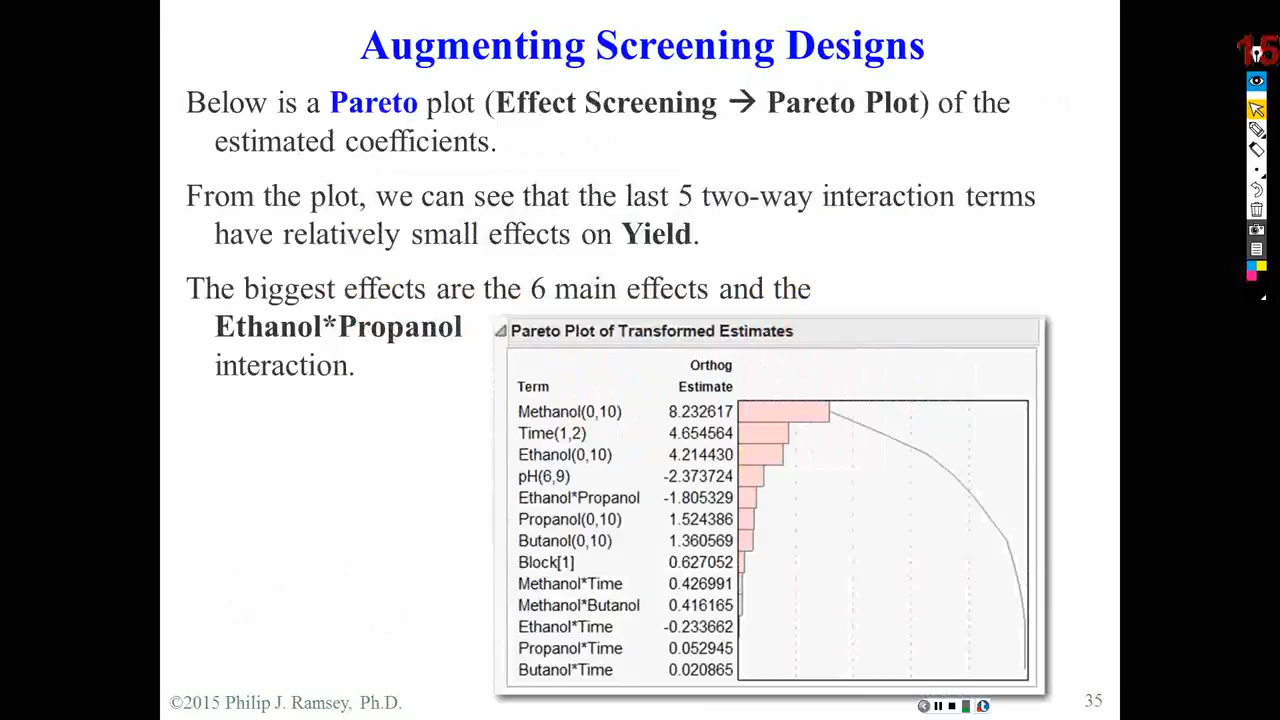 Augmenting Screening Designs
Below is a Pareto plot (Effect Screening → Pareto Plot) of the
estimated coefficients.
From the plot, we can see that the last 5 two-way interaction terms
have relatively small effects on Yield.
The biggest effects are the 6 main effects and the
Ethanol*Propanol
interaction.
Pareto Plot of Transformed Estimates
Orthog
Term Estimate
Methanol(0,10) 8.232617
Time(1,2) 4.654564
Ethanol(0,10) 4.214430
pH(6,9) -2.373724
Ethanol*Propanol -1.805329
Propanol(0,10) 1.524386
Butanol(0,10) 1.360569
Block[1] 0.627052
Methanol*Time 0.426991
Methanol*Butanol 0.416165
Ethanol*Time -0.233662
Propanol*Time 0.052945
Butanol*Time 0.020865
©2015 Philip J. Ramsey, Ph.D.
35
15